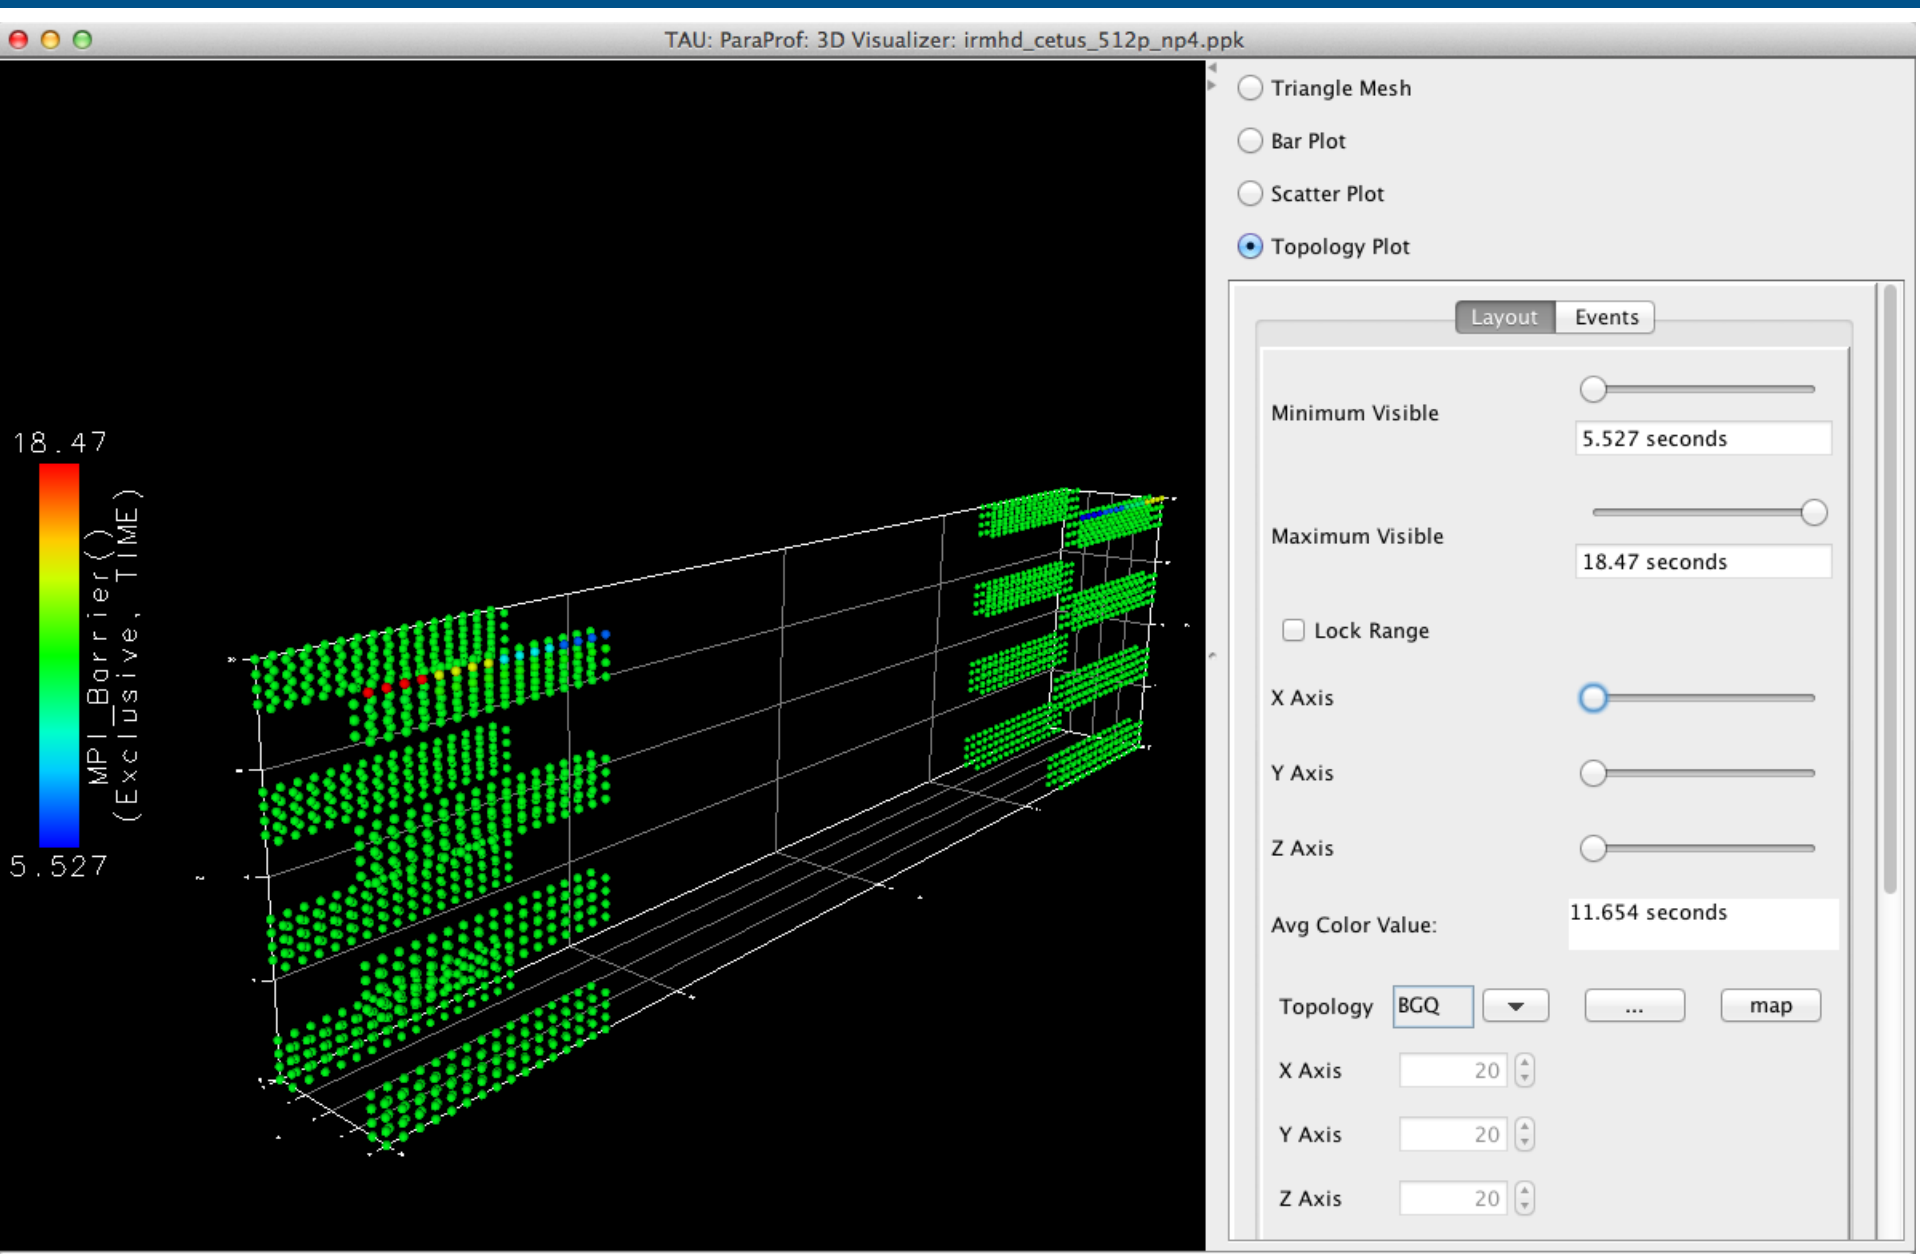 TAU: ParaProf: 3D Visualizer: irmhd_cetus_512p_np4.ppk
18.47
MPI_Barrier()
(Exclusive, TIME)
5.527
Triangle Mesh
Bar Plot
Scatter Plot
Topology Plot
Layout Events
Minimum Visible
5.527 seconds
Maximum Visible
18.47 seconds
Lock Range
X Axis
Y Axis
Z Axis
Avg Color Value: 11.654 seconds
Topology BGQ ... map
X Axis 20
Y Axis 20
Z Axis 20